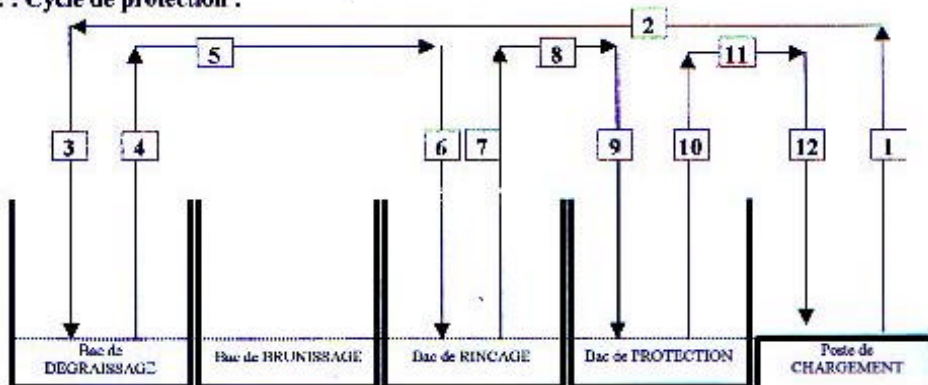 : Cycle de protection :
2
5
8
11
3
4
6
7
9
10
12
1
Bac de
DEGRAISSAGE
Bac de BRUNISSAGE
Bac de RINCAGE
Bac de PROTECTION
Poste de
CHARGEMENT